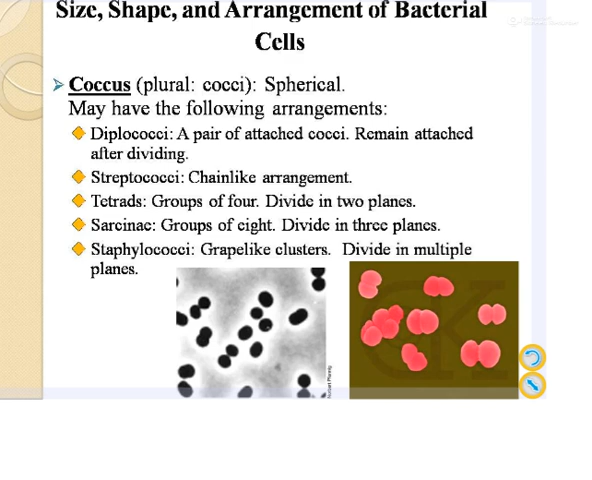 Size, Shape, and Arrangement of Bacterial
Cells
Coccus (plural: cocci): Spherical.
May have the following arrangements:
Diplococci: A pair of attached cocci. Remain attached
after dividing.
Streptococci: Chainlike arrangement.
Tetrads: Groups of four. Divide in two planes.
Sarcinae: Groups of eight. Divide in three planes.
Staphylococci: Grapelike clusters. Divide in multiple
planes.